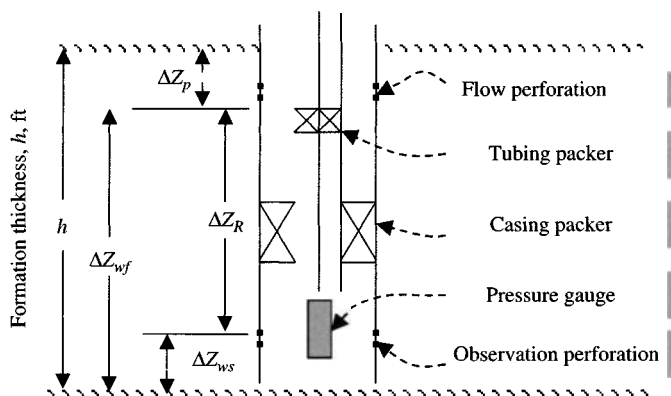 Formation thickness, h, ft
h
ΔZp
ΔZwf
ΔZR
ΔZws
Flow perforation
Tubing packer
Casing packer
Pressure gauge
Observation perforation